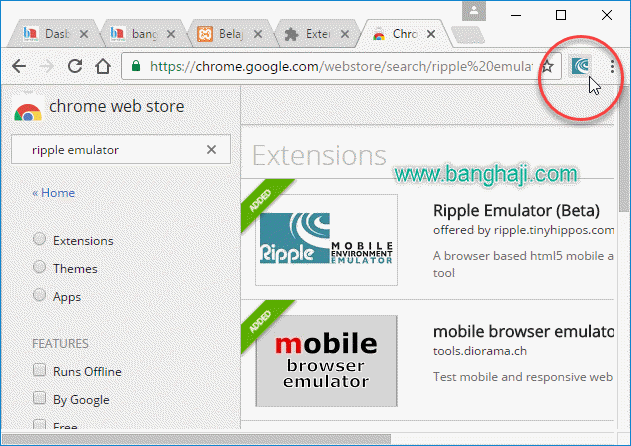 Dasb
bang
Belaj
Exter
Chro
https://chrome.google.com/webstore/search/ripple%20emula
chrome web store
ripple emulator
« Home
Extensions
Themes
Apps
FEATURES
Runs Offline
By Google
Free
Extensions
www.banghaji.com
ADDED
Ripple
MOBILE
ENVIRONMENT
EMULATOR
Ripple Emulator (Beta)
offered by ripple.tinyhippos.com
A browser based html5 mobile a
tool
ADDED
mobile
browser
emulator
mobile browser emulato
tools.diorama.ch
Test mobile and responsive web